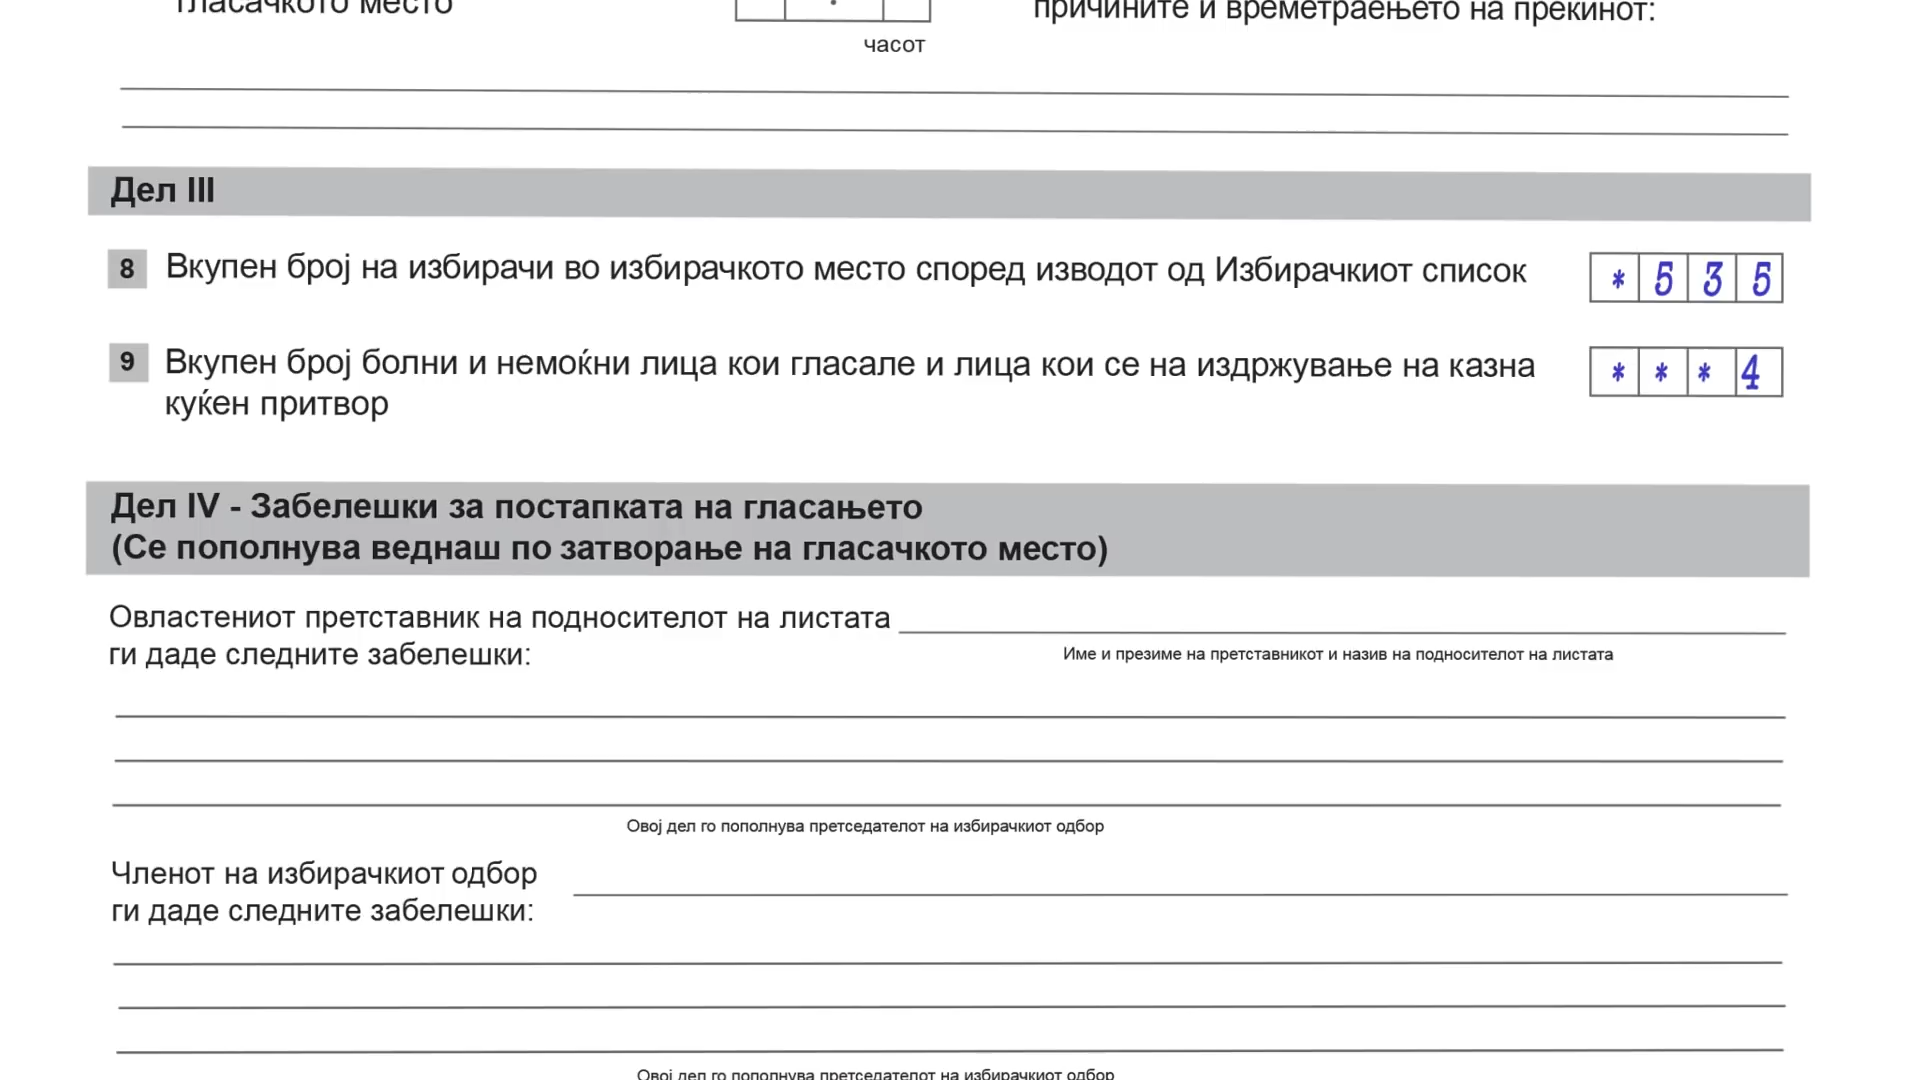 гласачкото место
причините и времетраењето на прекинот:
часот
Дел III
8 Вкупен број на избирачи во избирачкото место според изводот од Избирачкиот список * 5 3 5
9 Вкупен број болни и немоќни лица кои гласале и лица кои се на издржување на казна * * * 4
куќен притвор
Дел IV - Забелешки за постапката на гласањето
(Се пополнува веднаш по затворање на гласачкото место)
Овластениот претставник на подносителот на листата
ги даде следните забелешки:
Име и презиме на претставникот и назив на подносителот на листата
Овој дел го пополнува претседателот на избирачкиот одбор
Членот на избирачкиот одбор
ги даде следните забелешки:
Овој дел го пополнува претседателот на избирачкиот одбор